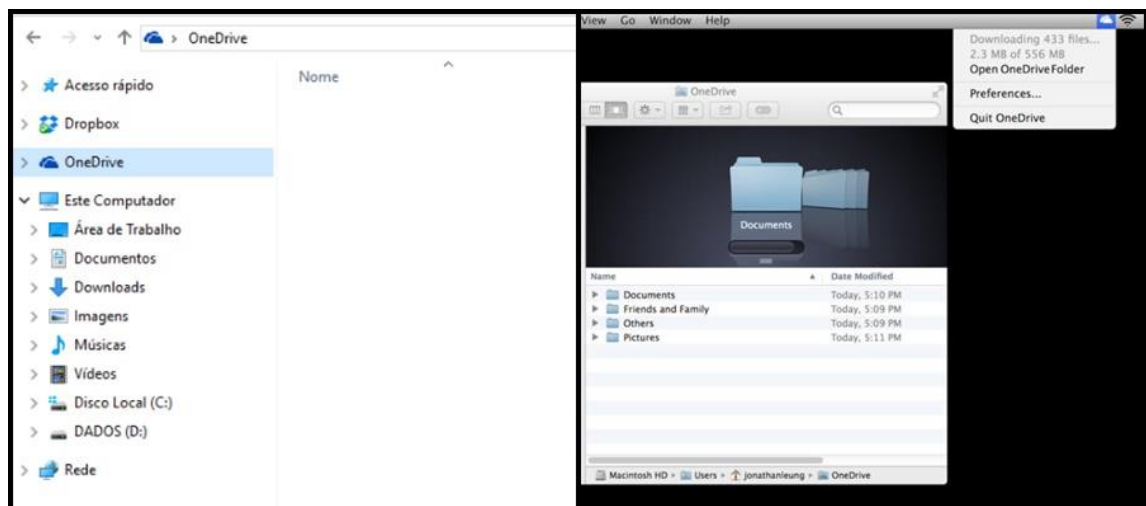 OneDrive
Nome
Acesso rápido
Dropbox
OneDrive
Este Computador
Área de Trabalho
Documentos
Downloads
Imagens
Músicas
Vídeos
Disco Local (C:)
DADOS (D:)
Rede
View Go Window Help
Downloading 433 files...
2.3 MB of 556 MB
Open OneDrive Folder
Preferences...
Quit OneDrive
OneDrive
Documents
Name Date Modified
Documents Today, 5:10 PM
Friends and Family Today, 5:09 PM
Others Today, 5:09 PM
Pictures Today, 5:11 PM
Macintosh HD Users jonathanleung OneDrive